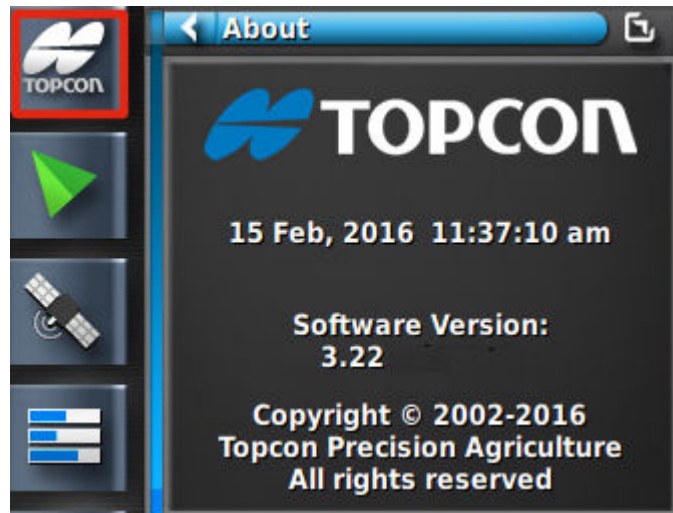 TOPCON
About
TOPCON
15 Feb, 2016 11:37:10 am
Software Version:
3.22
Copyright © 2002-2016
Topcon Precision Agriculture
All rights reserved